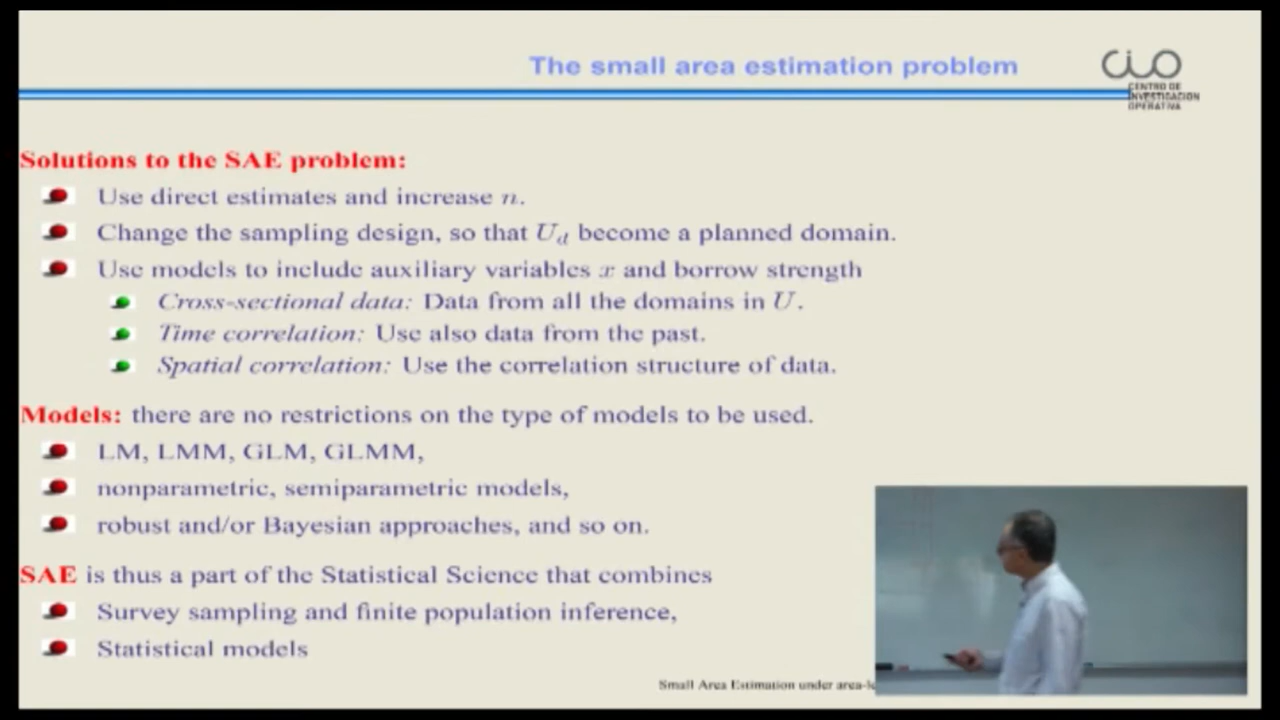 The small area estimation problem
CIO
CENTRO DE
INVESTIGACION
OPERATIVA
Solutions to the SAE problem:
Use direct estimates and increase n.
Change the sampling design, so that U_d become a planned domain.
Use models to include auxiliary variables x and borrow strength
Cross-sectional data: Data from all the domains in U.
Time correlation: Use also data from the past.
Spatial correlation: Use the correlation structure of data.
Models: there are no restrictions on the type of models to be used.
LM, LMM, GLM, GLMM,
nonparametric, semiparametric models,
robust and/or Bayesian approaches, and so on.
SAE is thus a part of the Statistical Science that combines
Survey sampling and finite population inference,
Statistical models
Small Area Estimation under